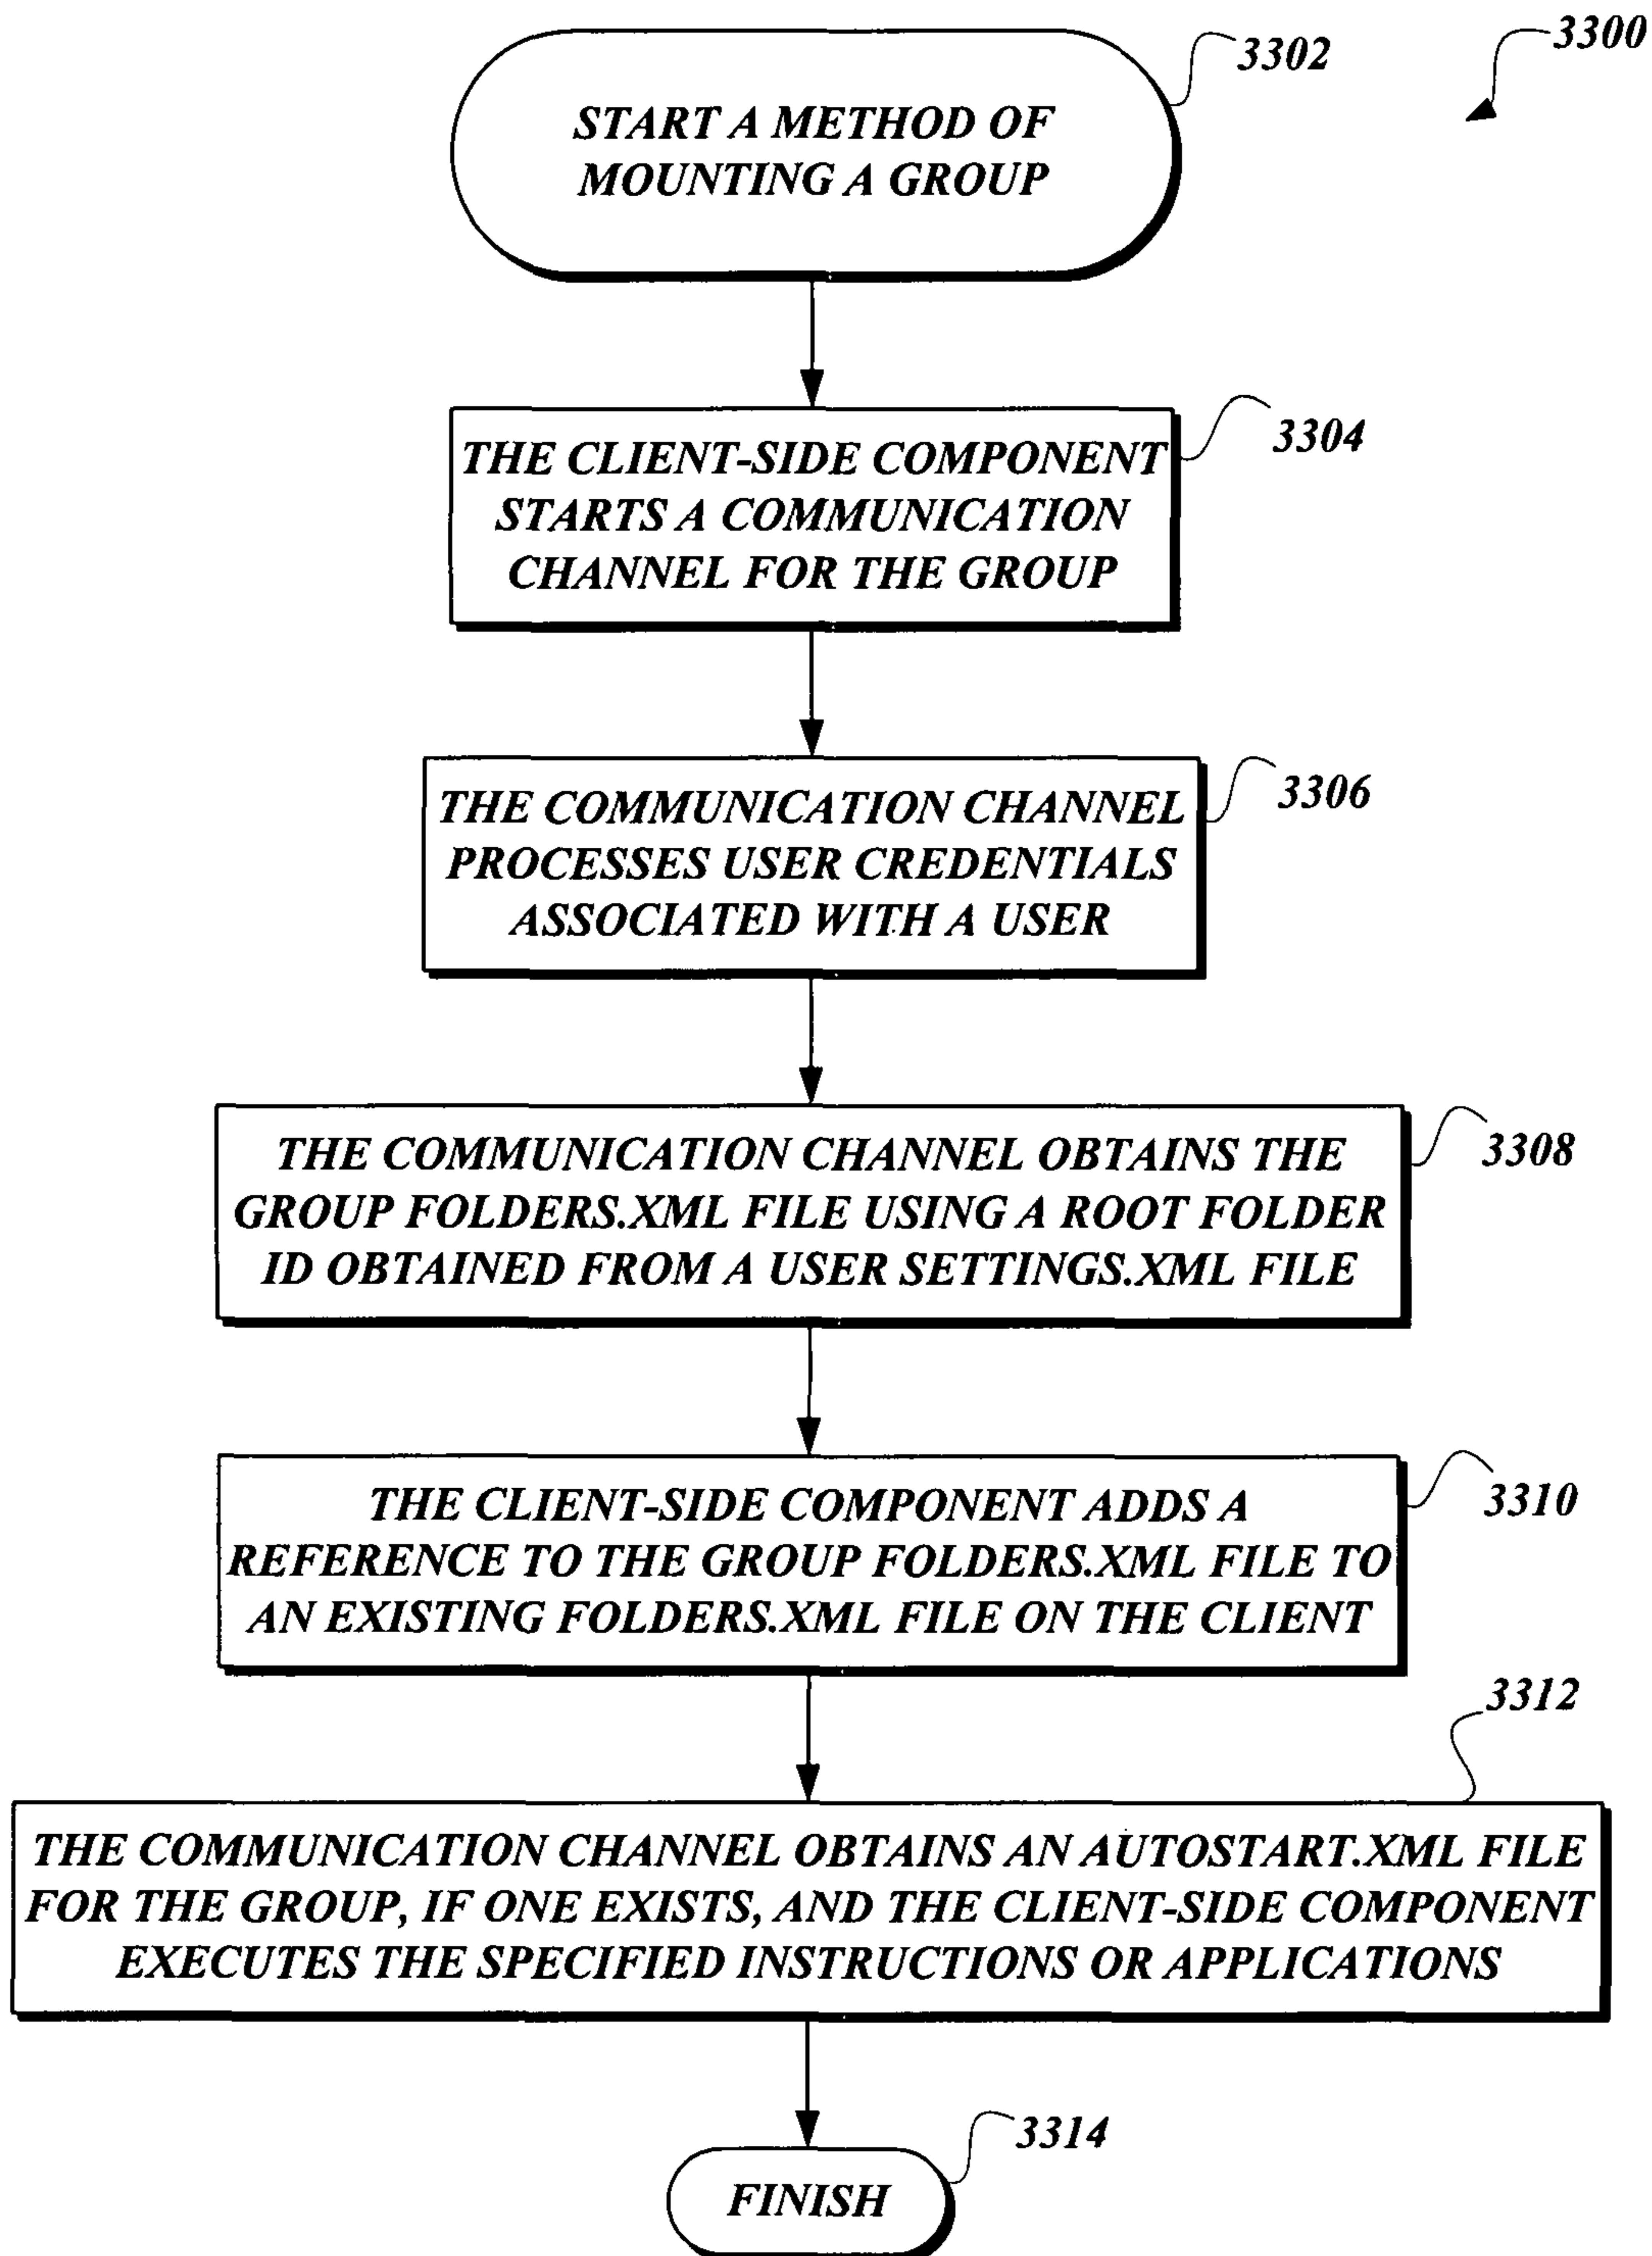 3300
3302
START A METHOD OF
MOUNTING A GROUP
3304
THE CLIENT-SIDE COMPONENT
STARTS A COMMUNICATION
CHANNEL FOR THE GROUP
3306
THE COMMUNICATION CHANNEL
PROCESSES USER CREDENTIALS
ASSOCIATED WITH A USER
3308
THE COMMUNICATION CHANNEL OBTAINS THE
GROUP FOLDERS.XML FILE USING A ROOT FOLDER
ID OBTAINED FROM A USER SETTINGS.XML FILE
3310
THE CLIENT-SIDE COMPONENT ADDS A
REFERENCE TO THE GROUP FOLDERS.XML FILE TO
AN EXISTING FOLDERS.XML FILE ON THE CLIENT
3312
THE COMMUNICATION CHANNEL OBTAINS AN AUTOSTART.XML FILE
FOR THE GROUP, IF ONE EXISTS, AND THE CLIENT-SIDE COMPONENT
EXECUTES THE SPECIFIED INSTRUCTIONS OR APPLICATIONS
3314
FINISH